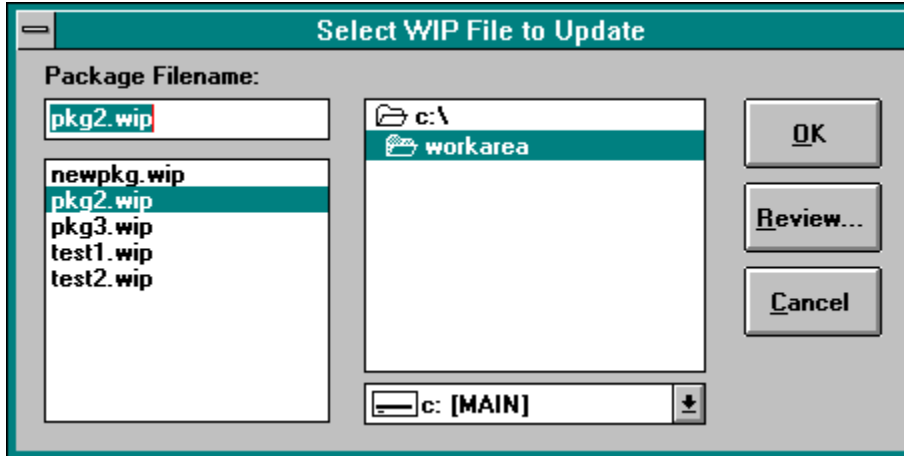 Select WIP File to Update
Package Filename:
pkg2.wip
newpkg.wip
pkg2.wip
pkg3.wip
test1.wip
test2.wip
c:\
workarea
c: [MAIN]
OK
Review...
Cancel